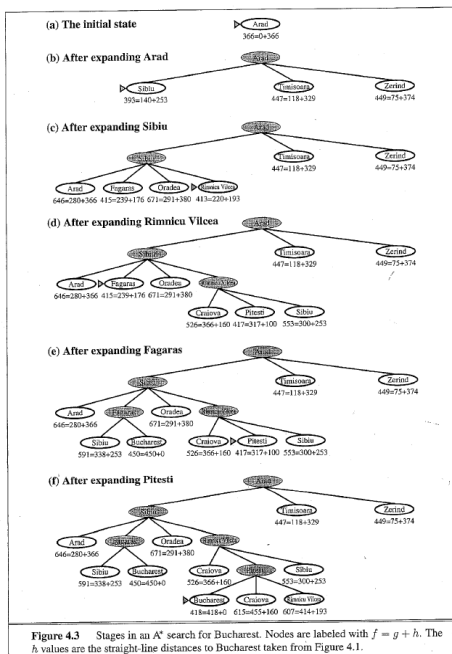 (a) The initial state
Arad
366=0+366
(b) After expanding Arad
Arad
Sibiu Timisoara Zerind
393=140+253 447=118+329 449=75+374
(c) After expanding Sibiu
Arad
Sibiu Timisoara Zerind
447=118+329 449=75+374
Arad Fagaras Oradea Rimnicu Vilcea
646=280+366 415=239+176 671=291+380 413=220+193
(d) After expanding Rimnicu Vilcea
Arad
Sibiu Timisoara Zerind
447=118+329 449=75+374
Arad Fagaras Oradea Rimnicu Vilcea
646=280+366 415=239+176 671=291+380
Craiova Pitesti Sibiu
526=366+160 417=317+100 553=300+253
(e) After expanding Fagaras
Arad
Sibiu Timisoara Zerind
447=118+329 449=75+374
Arad Fagaras Oradea Rimnicu Vilcea
646=280+366 671=291+380
Sibiu Bucharest Craiova Pitesti Sibiu
591=338+253 450=450+0 526=366+160 417=317+100 553=300+253
(f) After expanding Pitesti
Arad
Sibiu Timisoara Zerind
447=118+329 449=75+374
Arad Fagaras Oradea Rimnicu Vilcea
646=280+366 671=291+380
Sibiu Bucharest Craiova Pitesti Sibiu
591=338+253 450=450+0 526=366+160 553=300+253
Bucharest Craiova Rimnicu Vilcea
418=418+0 615=455+160 607=414+193
Figure 4.3 Stages in an A* search for Bucharest. Nodes are labeled with f = g + h. The
h values are the straight-line distances to Bucharest taken from Figure 4.1.